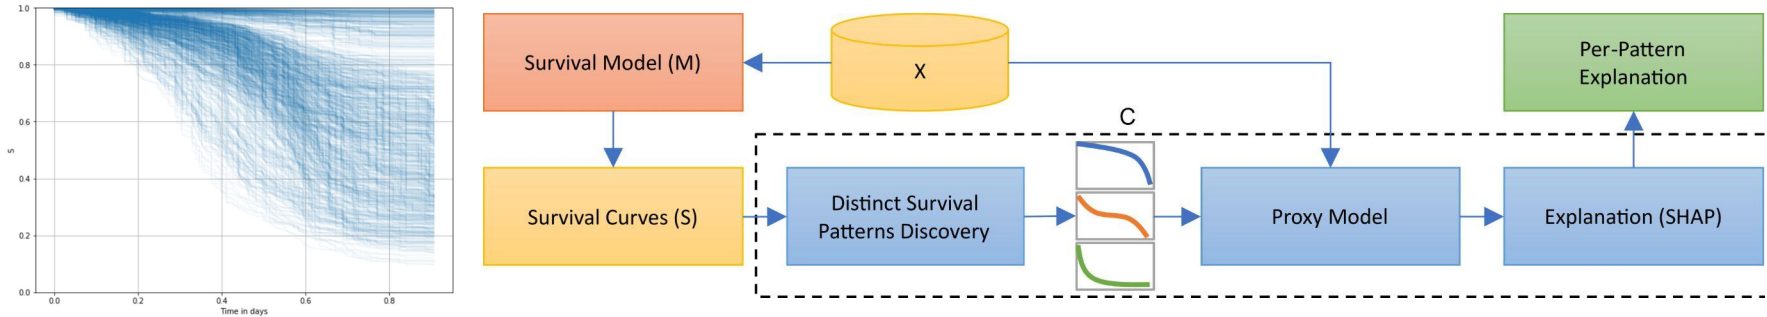 1.0
0.8
0.6
0.4
0.2
0.0
S
0.0
0.2
0.4
0.6
0.8
Time in days
Survival Model (M)
X
Per-Pattern
Explanation
C
Survival Curves (S)
Distinct Survival
Patterns Discovery
Proxy Model
Explanation (SHAP)